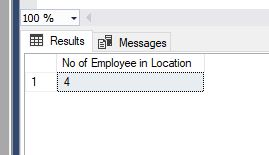 100 %
Results Messages
No of Employee in Location
1 4